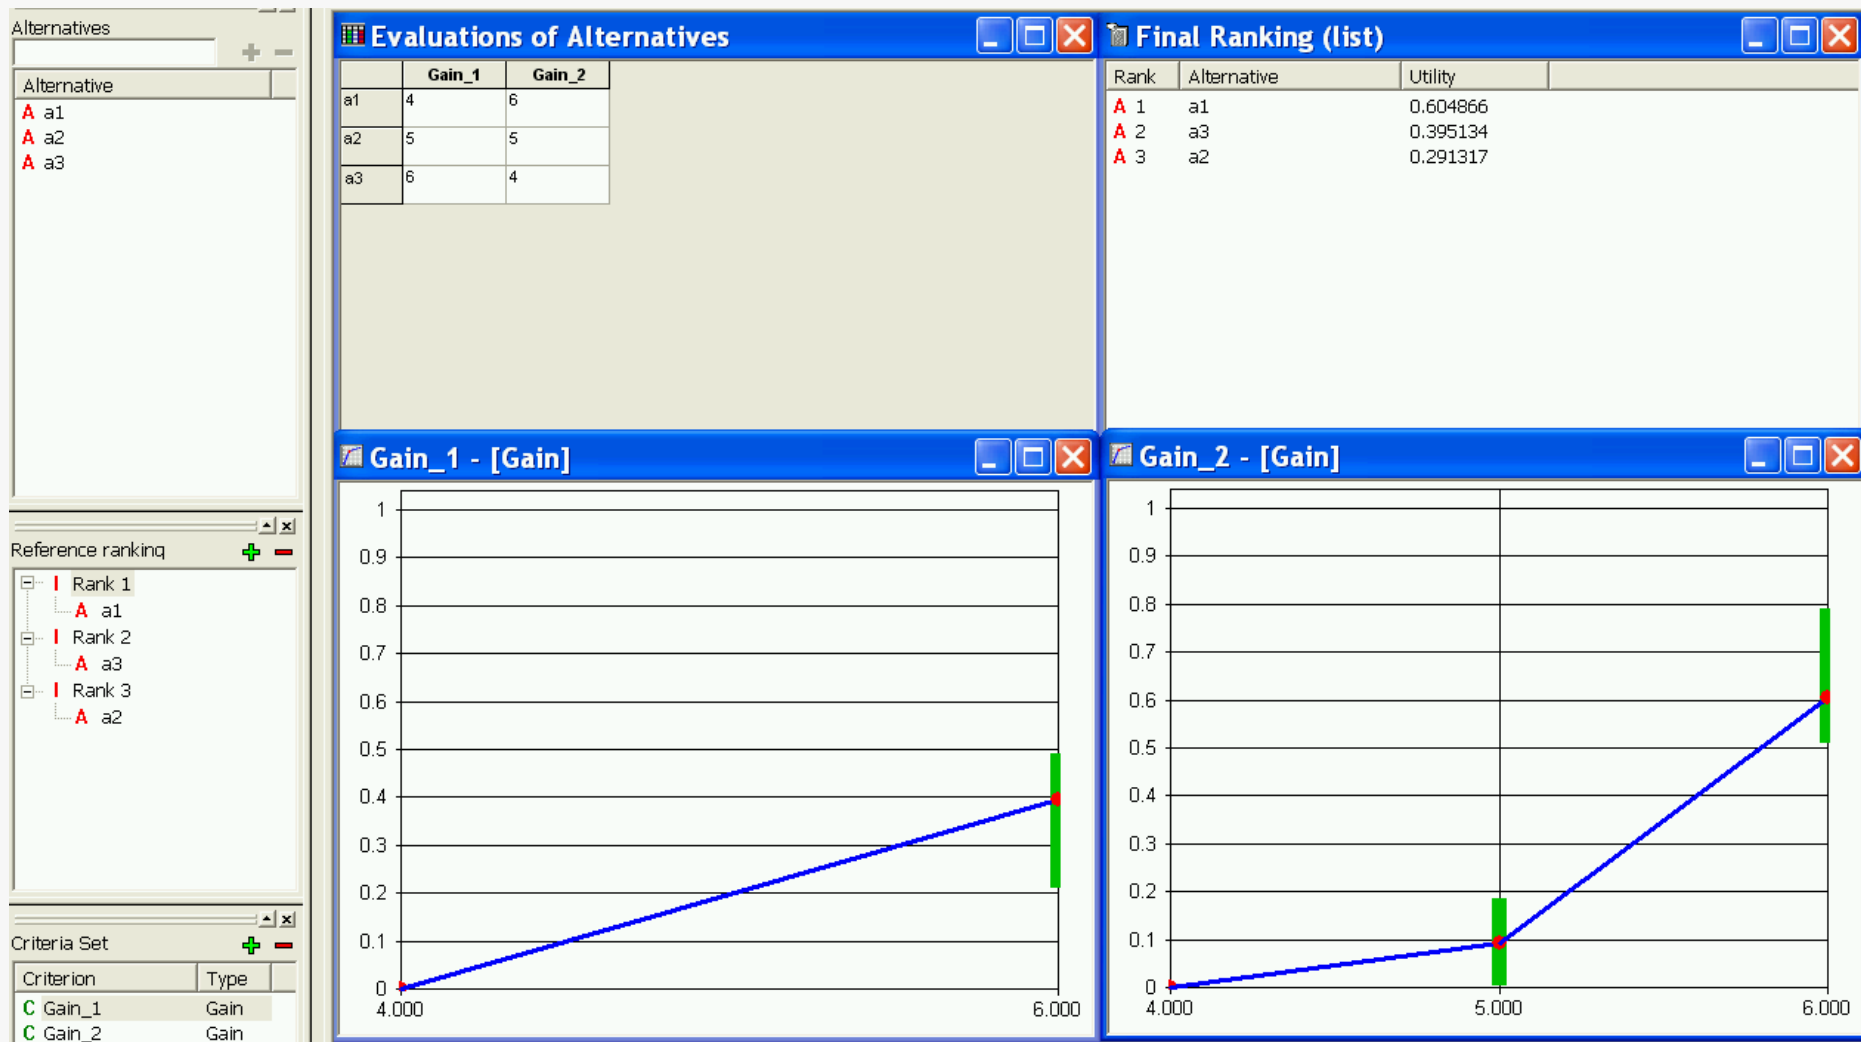 Alternatives
Alternative
A a1
A a2
A a3
Reference ranking
Rank 1
A a1
Rank 2
A a3
Rank 3
A a2
Criteria Set
Criterion Type
C Gain_1 Gain
C Gain_2 Gain
Evaluations of Alternatives
Gain_1 Gain_2
a1 4 6
a2 5 5
a3 6 4
Final Ranking (list)
Rank Alternative Utility
A 1 a1 0.604866
A 2 a3 0.395134
A 3 a2 0.291317
Gain_1 - [Gain]
1
0.9
0.8
0.7
0.6
0.5
0.4
0.3
0.2
0.1
0
4.000 6.000
Gain_2 - [Gain]
1
0.9
0.8
0.7
0.6
0.5
0.4
0.3
0.2
0.1
0
4.000 5.000 6.000